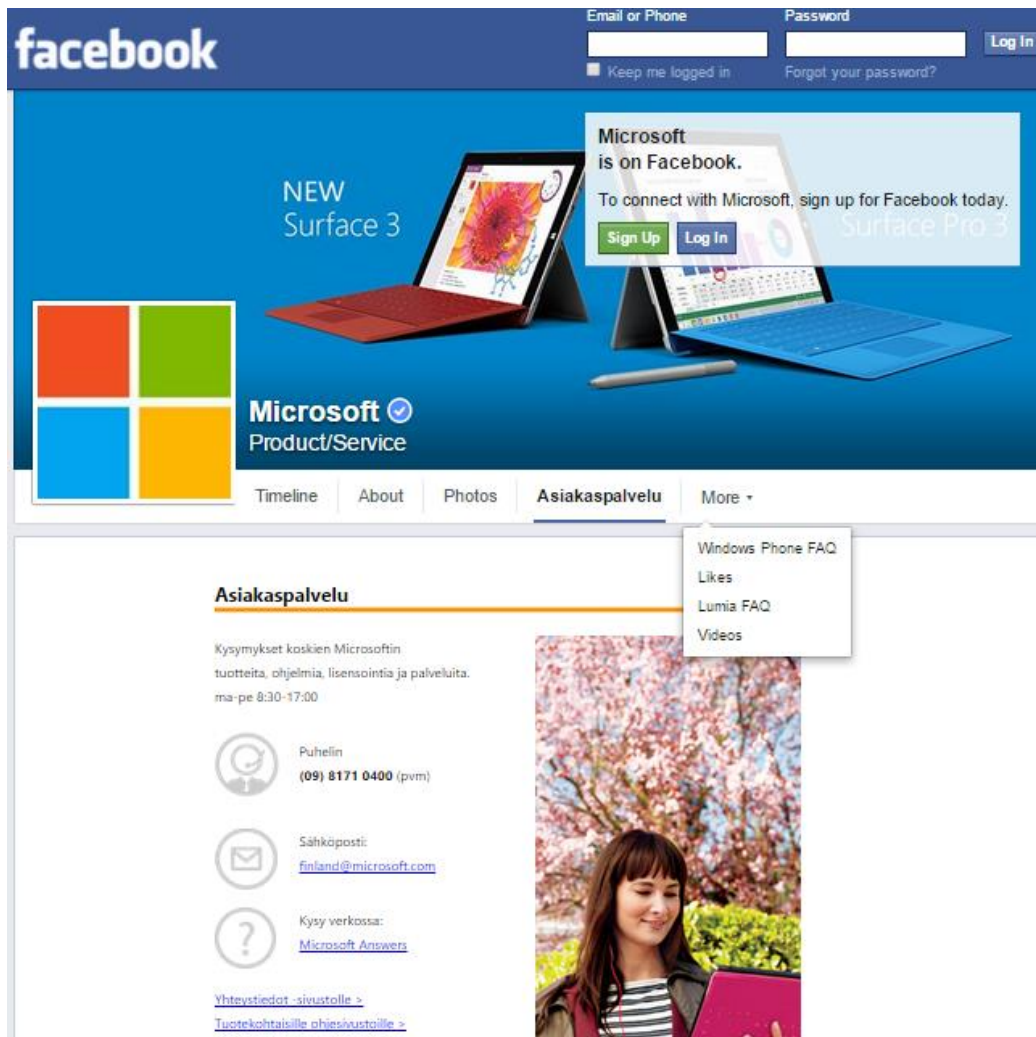 facebook
Email or Phone
Password
Log In
Keep me logged in
Forgot your password?
NEW
Surface 3
Microsoft
is on Facebook.
To connect with Microsoft, sign up for Facebook today.
Sign Up
Log In
Surface Pro 3
Microsoft
Product/Service
Timeline
About
Photos
Asiakaspalvelu
More
Windows Phone FAQ
Likes
Lumia FAQ
Videos
Asiakaspalvelu
Kysymykset koskien Microsoftin
tuotteita, ohjelmia, lisensointia ja palveluita.
ma-pe 8:30-17:00
Puhelin
(09) 8171 0400 (pvm)
Sähköposti:
finland@microsoft.com
Kysy verkossa:
Microsoft Answers
Yhteystiedot -sivustolle >
Tuotekohtaisille ohjesivustoille >